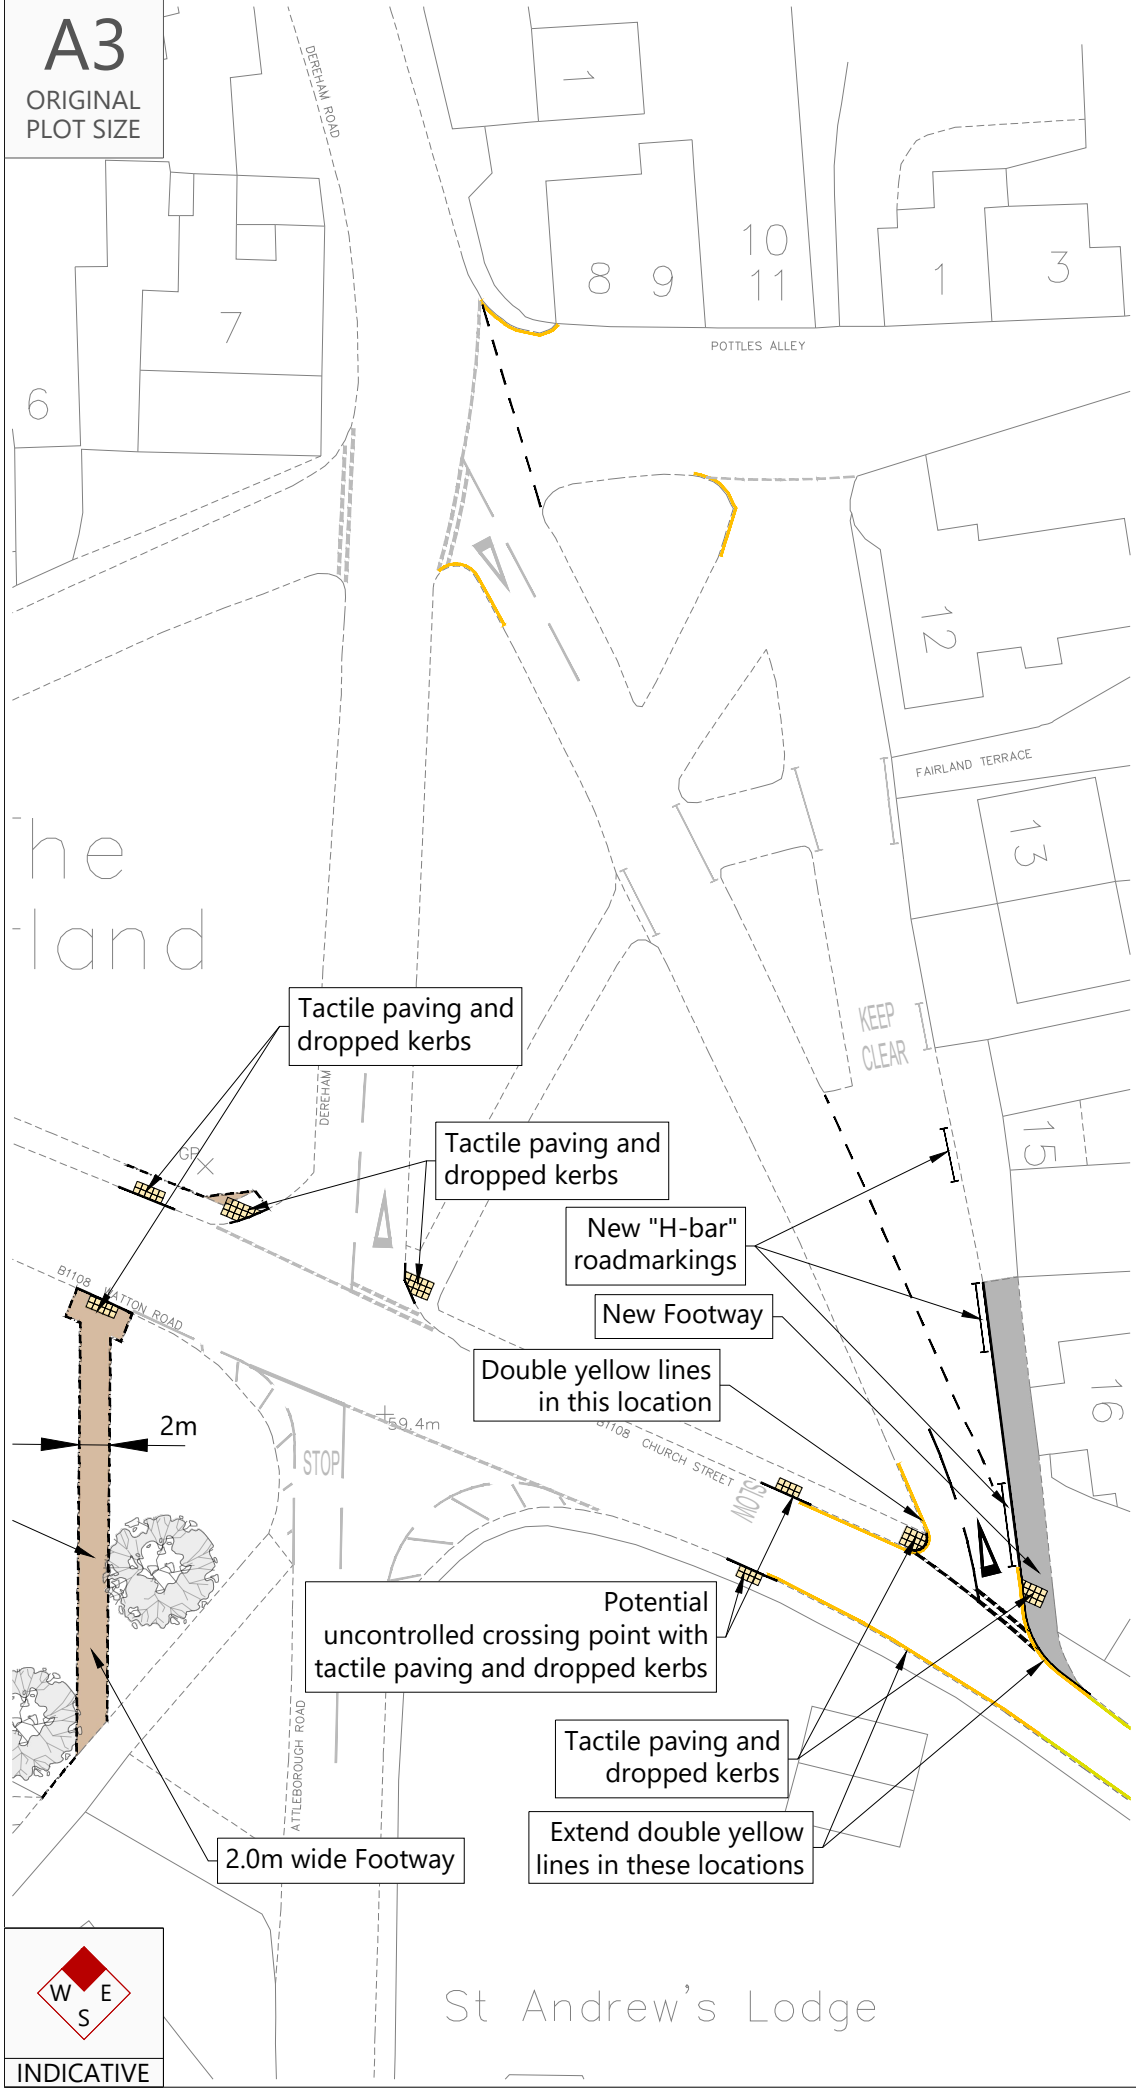 A3
ORIGINAL
PLOT SIZE
DEREHAM ROAD
1
10
8 9 11
1 3
7
POTTLES ALLEY
6
12
FAIRLAND TERRACE
13
he
land
Tactile paving and
dropped kerbs
KEEP
CLEAR
DEREHAM
Tactile paving and
dropped kerbs
15
GP
New "H-bar"
roadmarkings
B1108
ROAD
New Footway
Double yellow lines
in this location
16
2m
59.4m
B1108 CHURCH STREET
STOP
SLOW
Potential
uncontrolled crossing point with
tactile paving and dropped kerbs
ATTLEBOROUGH ROAD
Tactile paving and
dropped kerbs
Extend double yellow
lines in these locations
2.0m wide Footway
W E
S
INDICATIVE
St Andrew's Lodge